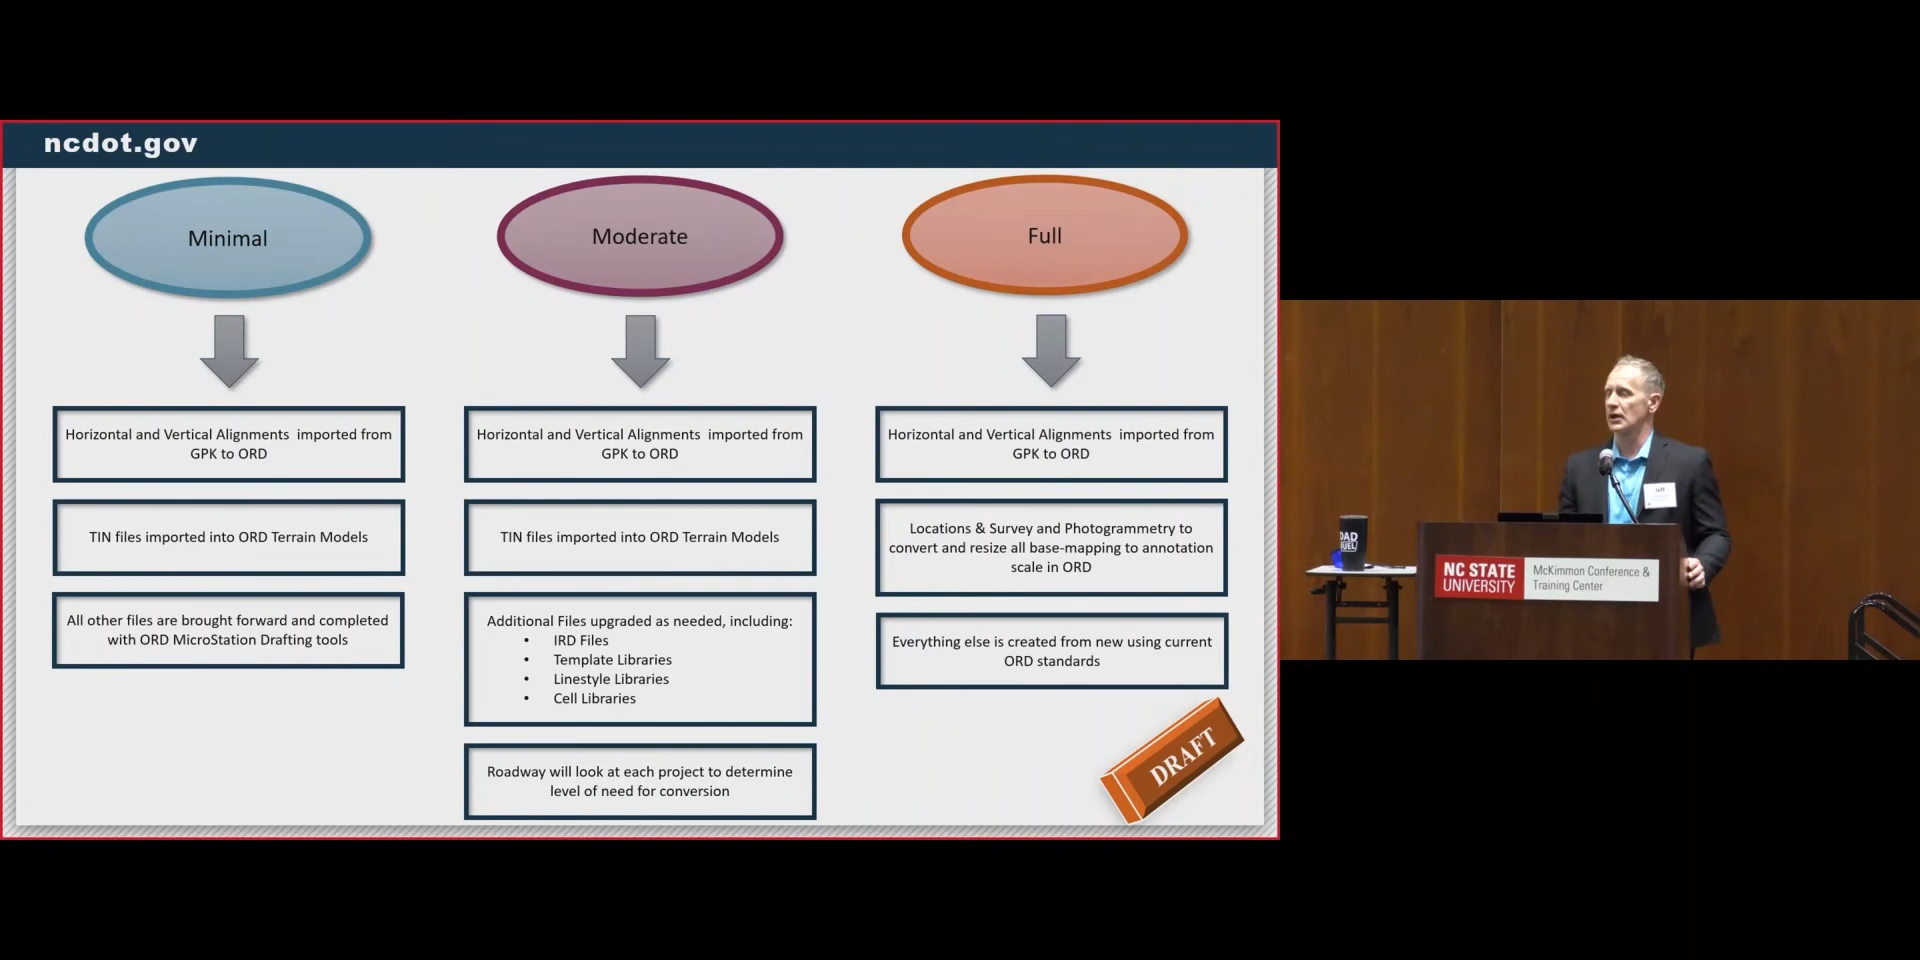 ncdot.gov
Minimal
Horizontal and Vertical Alignments imported from
GPK to ORD
TIN files imported into ORD Terrain Models
All other files are brought forward and completed
with ORD MicroStation Drafting tools
Moderate
Horizontal and Vertical Alignments imported from
GPK to ORD
TIN files imported into ORD Terrain Models
Additional Files upgraded as needed, including:
• IRD Files
• Template Libraries
• Linestyle Libraries
• Cell Libraries
Roadway will look at each project to determine
level of need for conversion
Full
Horizontal and Vertical Alignments imported from
GPK to ORD
Locations & Survey and Photogrammetry to
convert and resize all base-mapping to annotation
scale in ORD
Everything else is created from new using current
ORD standards
DRAFT
NC STATE
UNIVERSITY
McKimmon Conference &
Training Center